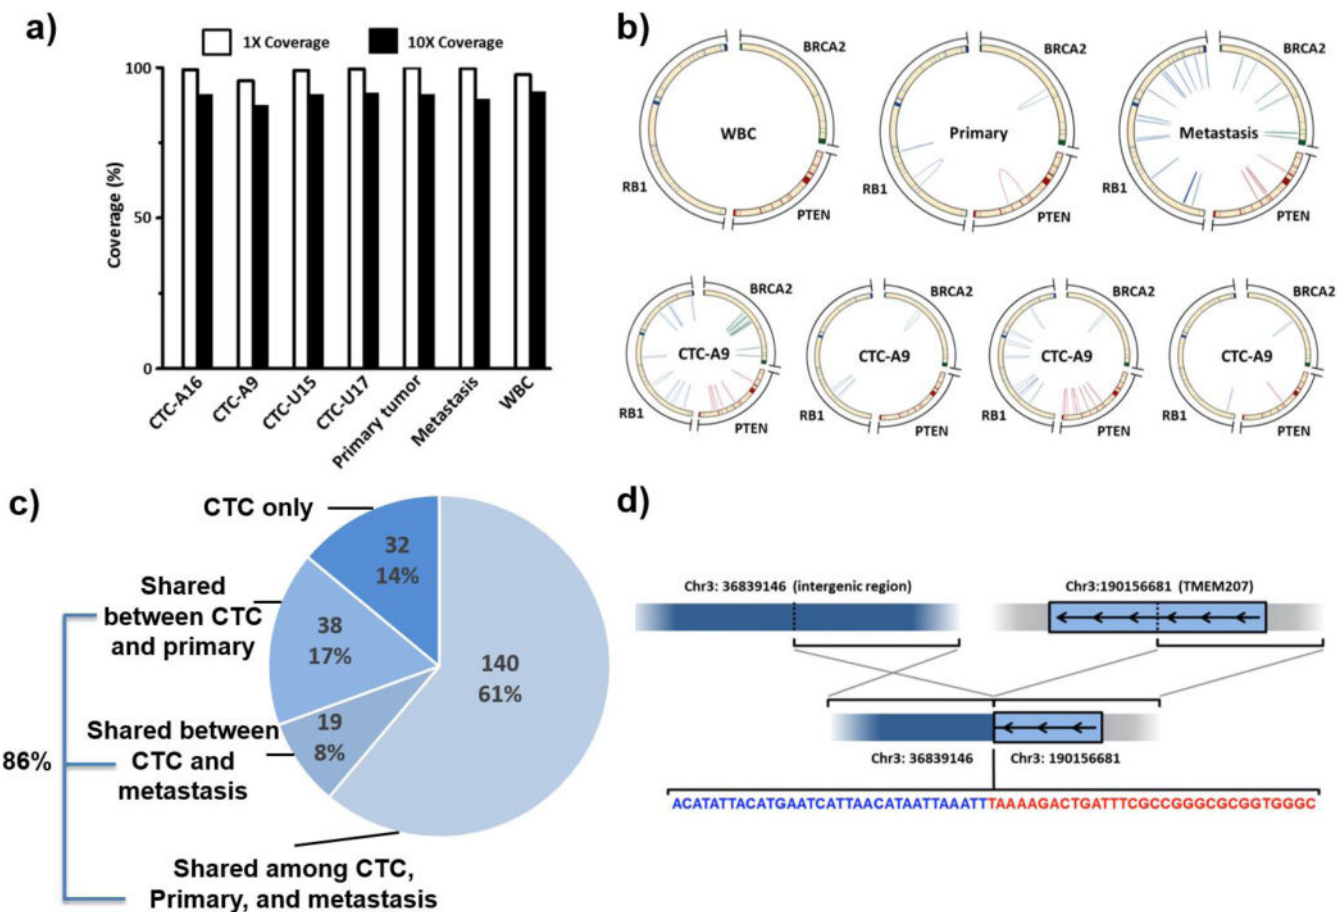 a)
1X Coverage
10X Coverage
100
50
0
Coverage (%)
CTC-A16
CTC-A9
CTC-U15
CTC-U17
Primary tumor
Metastasis
WBC
b)
BRCA2
WBC
RB1
PTEN
BRCA2
Primary
RB1
PTEN
BRCA2
Metastasis
RB1
PTEN
BRCA2
CTC-A9
RB1
PTEN
BRCA2
CTC-A9
RB1
PTEN
BRCA2
CTC-A9
RB1
PTEN
BRCA2
CTC-A9
RB1
PTEN
c)
CTC only
32
14%
Shared
between CTC
and primary
38
17%
140
61%
Shared between
CTC and
metastasis
19
8%
86%
Shared among CTC,
Primary, and metastasis
d)
Chr3: 36839146 (intergenic region)
Chr3:190156681 (TMEM207)
Chr3: 36839146
Chr3: 190156681
ACATATTACATGAATCATTAACATAATTAAATTTAAAAGACTGATTTCGCCGGGCGCGGTGGGC